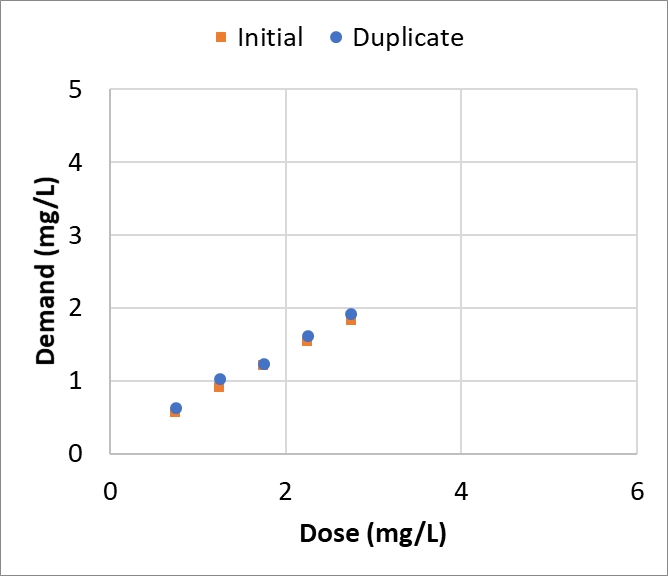 Initial Duplicate
5
4
3
2
1
0
Demand (mg/L)
0 2 4 6
Dose (mg/L)